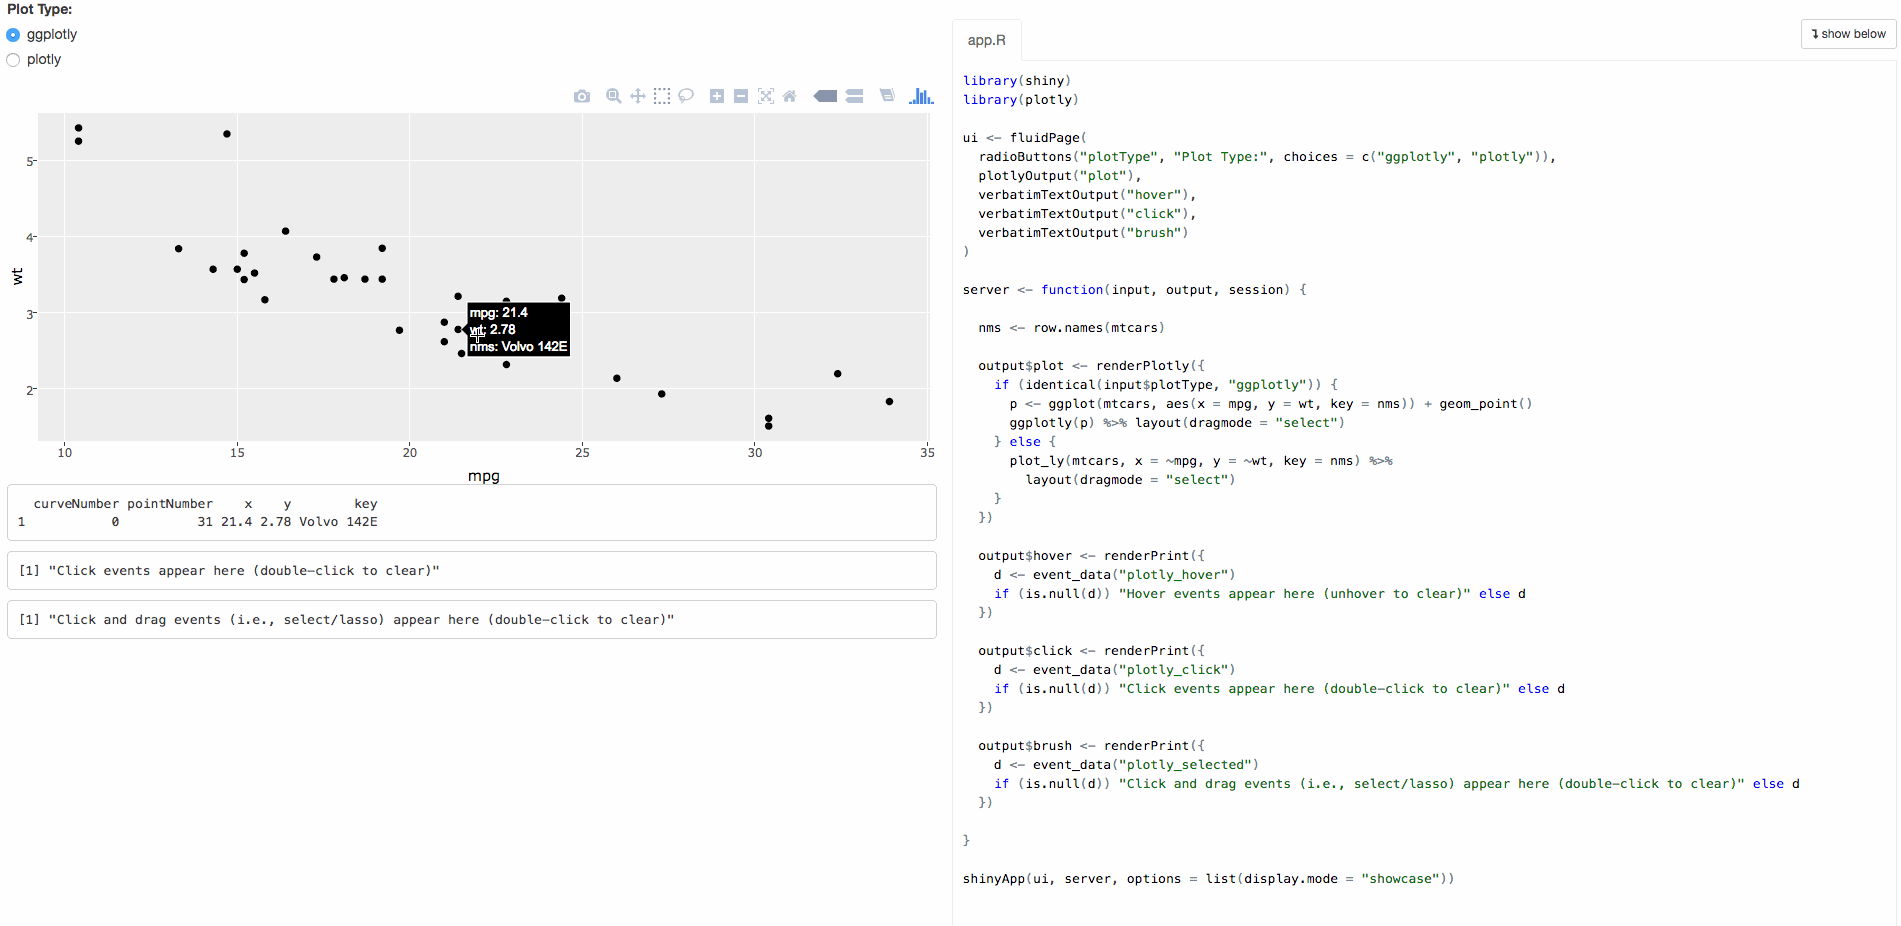 Plot Type:
ggplotly
plotly
5
4
3
2
wt
mpg: 21.4
wt: 2.78
nms: Volvo 142E
10 15 20 25 30 35
mpg
curveNumber pointNumber x y key
1 0 31 21.4 2.78 Volvo 142E
[1] "Click events appear here (double-click to clear)"
[1] "Click and drag events (i.e., select/lasso) appear here (double-click to clear)"
app.R
show below
library(shiny)
library(plotly)
ui <- fluidPage(
  radioButtons("plotType", "Plot Type:", choices = c("ggplotly", "plotly")),
  plotlyOutput("plot"),
  verbatimTextOutput("hover"),
  verbatimTextOutput("click"),
  verbatimTextOutput("brush")
)
server <- function(input, output, session) {
  nms <- row.names(mtcars)
  output$plot <- renderPlotly({
    if (identical(input$plotType, "ggplotly")) {
      p <- ggplot(mtcars, aes(x = mpg, y = wt, key = nms)) + geom_point()
      ggplotly(p) %>% layout(dragmode = "select")
    } else {
      plot_ly(mtcars, x = ~mpg, y = ~wt, key = nms) %>%
        layout(dragmode = "select")
    }
  })
  output$hover <- renderPrint({
    d <- event_data("plotly_hover")
    if (is.null(d)) "Hover events appear here (unhover to clear)" else d
  })
  output$click <- renderPrint({
    d <- event_data("plotly_click")
    if (is.null(d)) "Click events appear here (double-click to clear)" else d
  })
  output$brush <- renderPrint({
    d <- event_data("plotly_selected")
    if (is.null(d)) "Click and drag events (i.e., select/lasso) appear here (double-click to clear)" else d
  })
}
shinyApp(ui, server, options = list(display.mode = "showcase"))